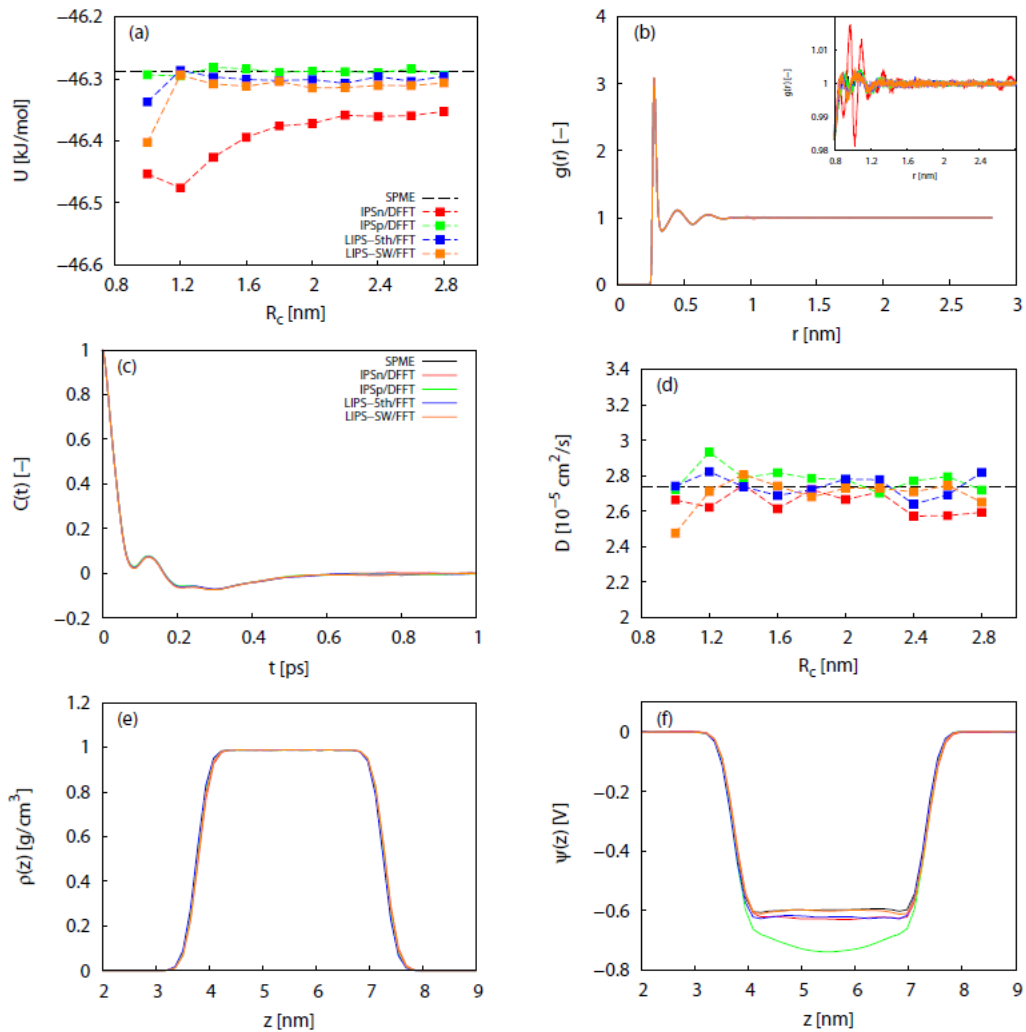 (a)
U [kJ/mol]
−46.2
−46.3
−46.4
−46.5
−46.6
0.8 1.2 1.6 2 2.4 2.8
R_c [nm]
SPME
IPSn/DFFT
IPSp/DFFT
LIPS−5th/FFT
LIPS−SW/FFT
(b)
g(r) [−]
4
3
2
1
0
0 0.5 1 1.5 2 2.5 3
r [nm]
g(r) [−]
1.01
1
0.99
0.98
0.8 1.2 1.6 2 2.4 2.8
r [nm]
(c)
C(t) [−]
1
0.8
0.6
0.4
0.2
0
−0.2
0 0.2 0.4 0.6 0.8 1
t [ps]
SPME
IPSn/DFFT
IPSp/DFFT
LIPS−5th/FFT
LIPS−SW/FFT
(d)
D [10⁻⁵ cm²/s]
3.4
3.2
3
2.8
2.6
2.4
2.2
2
0.8 1.2 1.6 2 2.4 2.8
R_c [nm]
(e)
ρ(z) [g/cm³]
1.2
1
0.8
0.6
0.4
0.2
0
2 3 4 5 6 7 8 9
z [nm]
(f)
ψ(z) [V]
0
−0.2
−0.4
−0.6
−0.8
2 3 4 5 6 7 8 9
z [nm]